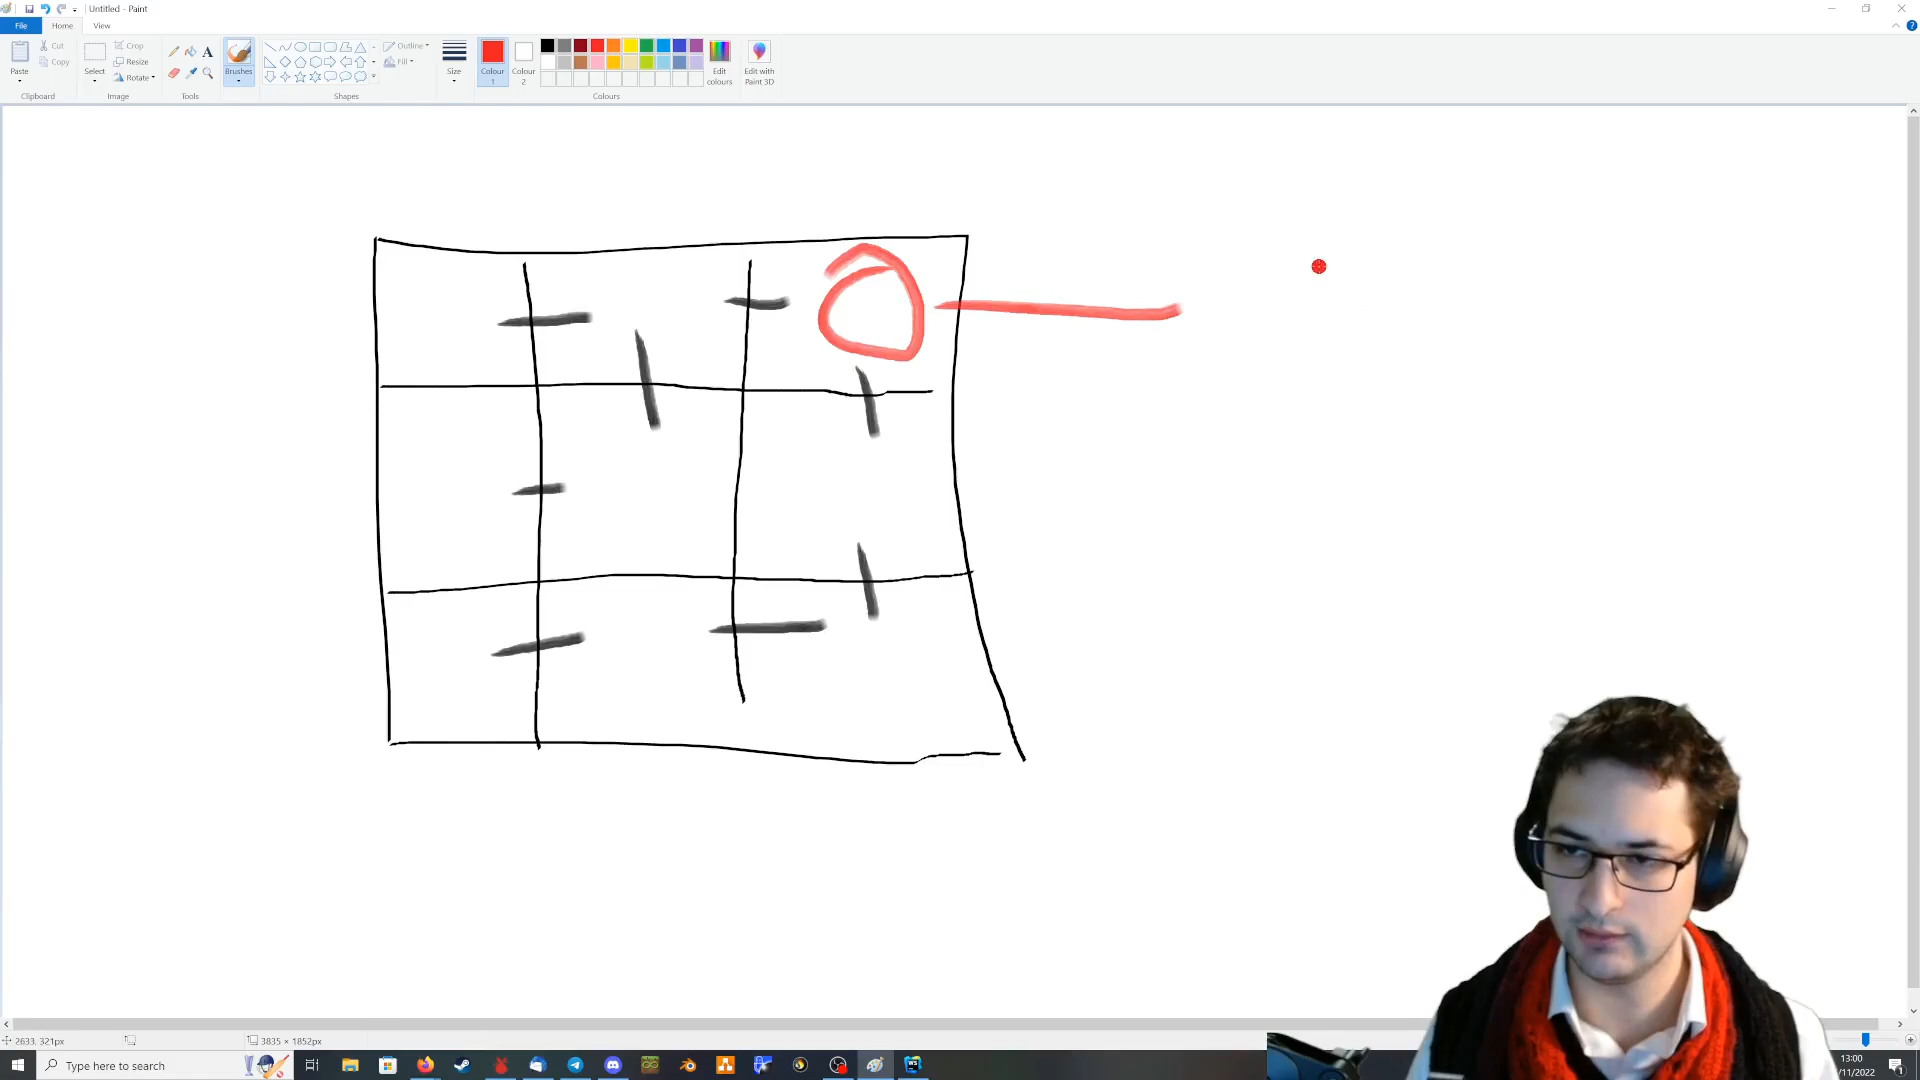 Untitled - Paint
File
Home
View
Paste
Cut
Copy
Clipboard
Select
Crop
Resize
Rotate
Image
A
Tools
Brushes
Outline
Fill
Shapes
Size
Colour
1
Colour
2
Colours
Edit
colours
Edit with
Paint 3D
2633, 321px
3835 × 1852px
Type here to search
13:00
/11/2022